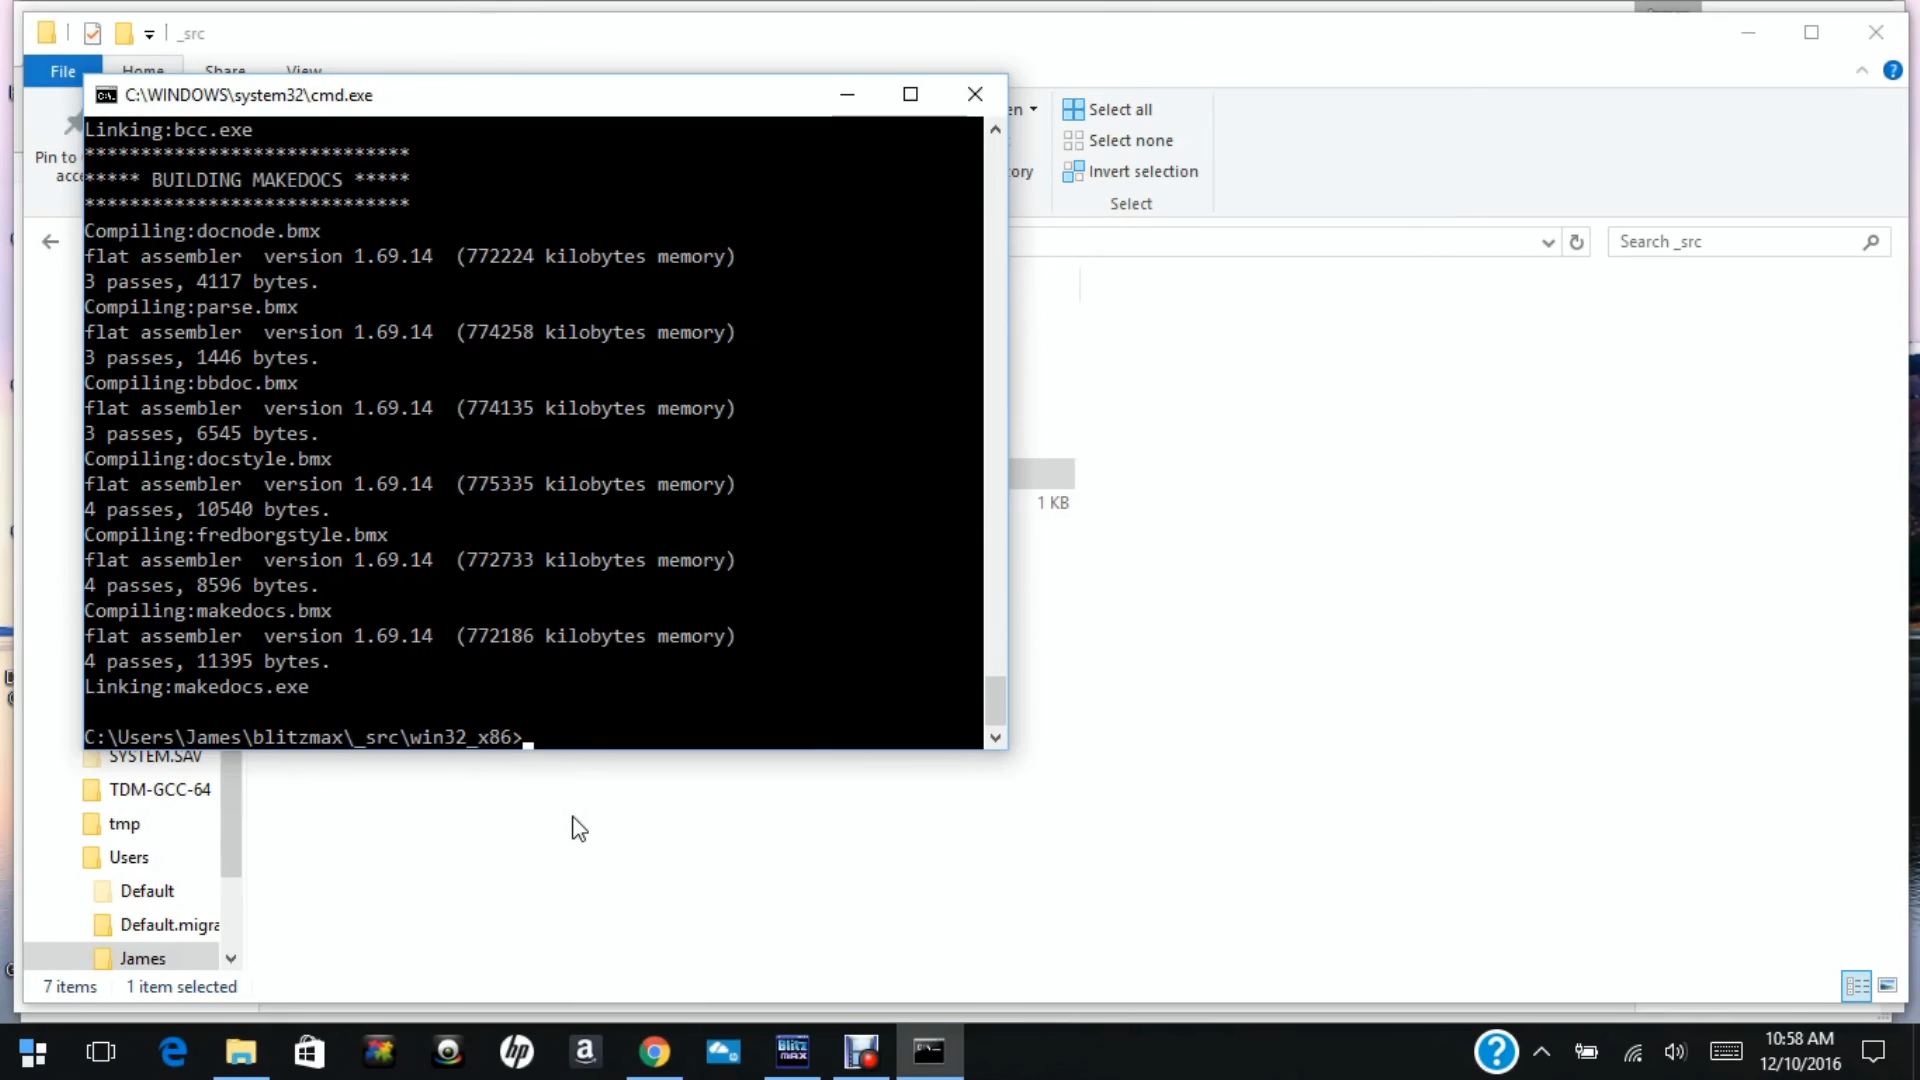 _src
File
Home
Share
View
C:\WINDOWS\system32\cmd.exe
Pin to
acce
en
ory
Select all
Select none
Invert selection
Select
Search _src
1 KB
Linking:bcc.exe
*****************************
***** BUILDING MAKEDOCS *****
*****************************
Compiling:docnode.bmx
flat assembler  version 1.69.14  (772224 kilobytes memory)
3 passes, 4117 bytes.
Compiling:parse.bmx
flat assembler  version 1.69.14  (774258 kilobytes memory)
3 passes, 1446 bytes.
Compiling:bbdoc.bmx
flat assembler  version 1.69.14  (774135 kilobytes memory)
3 passes, 6545 bytes.
Compiling:docstyle.bmx
flat assembler  version 1.69.14  (775335 kilobytes memory)
4 passes, 10540 bytes.
Compiling:fredborgstyle.bmx
flat assembler  version 1.69.14  (772733 kilobytes memory)
4 passes, 8596 bytes.
Compiling:makedocs.bmx
flat assembler  version 1.69.14  (772186 kilobytes memory)
4 passes, 11395 bytes.
Linking:makedocs.exe
C:\Users\James\blitzmax\_src\win32_x86>
SYSTEM.SAV
TDM-GCC-64
tmp
Users
Default
Default.migra
James
7 items
1 item selected
hp
a
Blitz
MAX
10:58 AM
12/10/2016